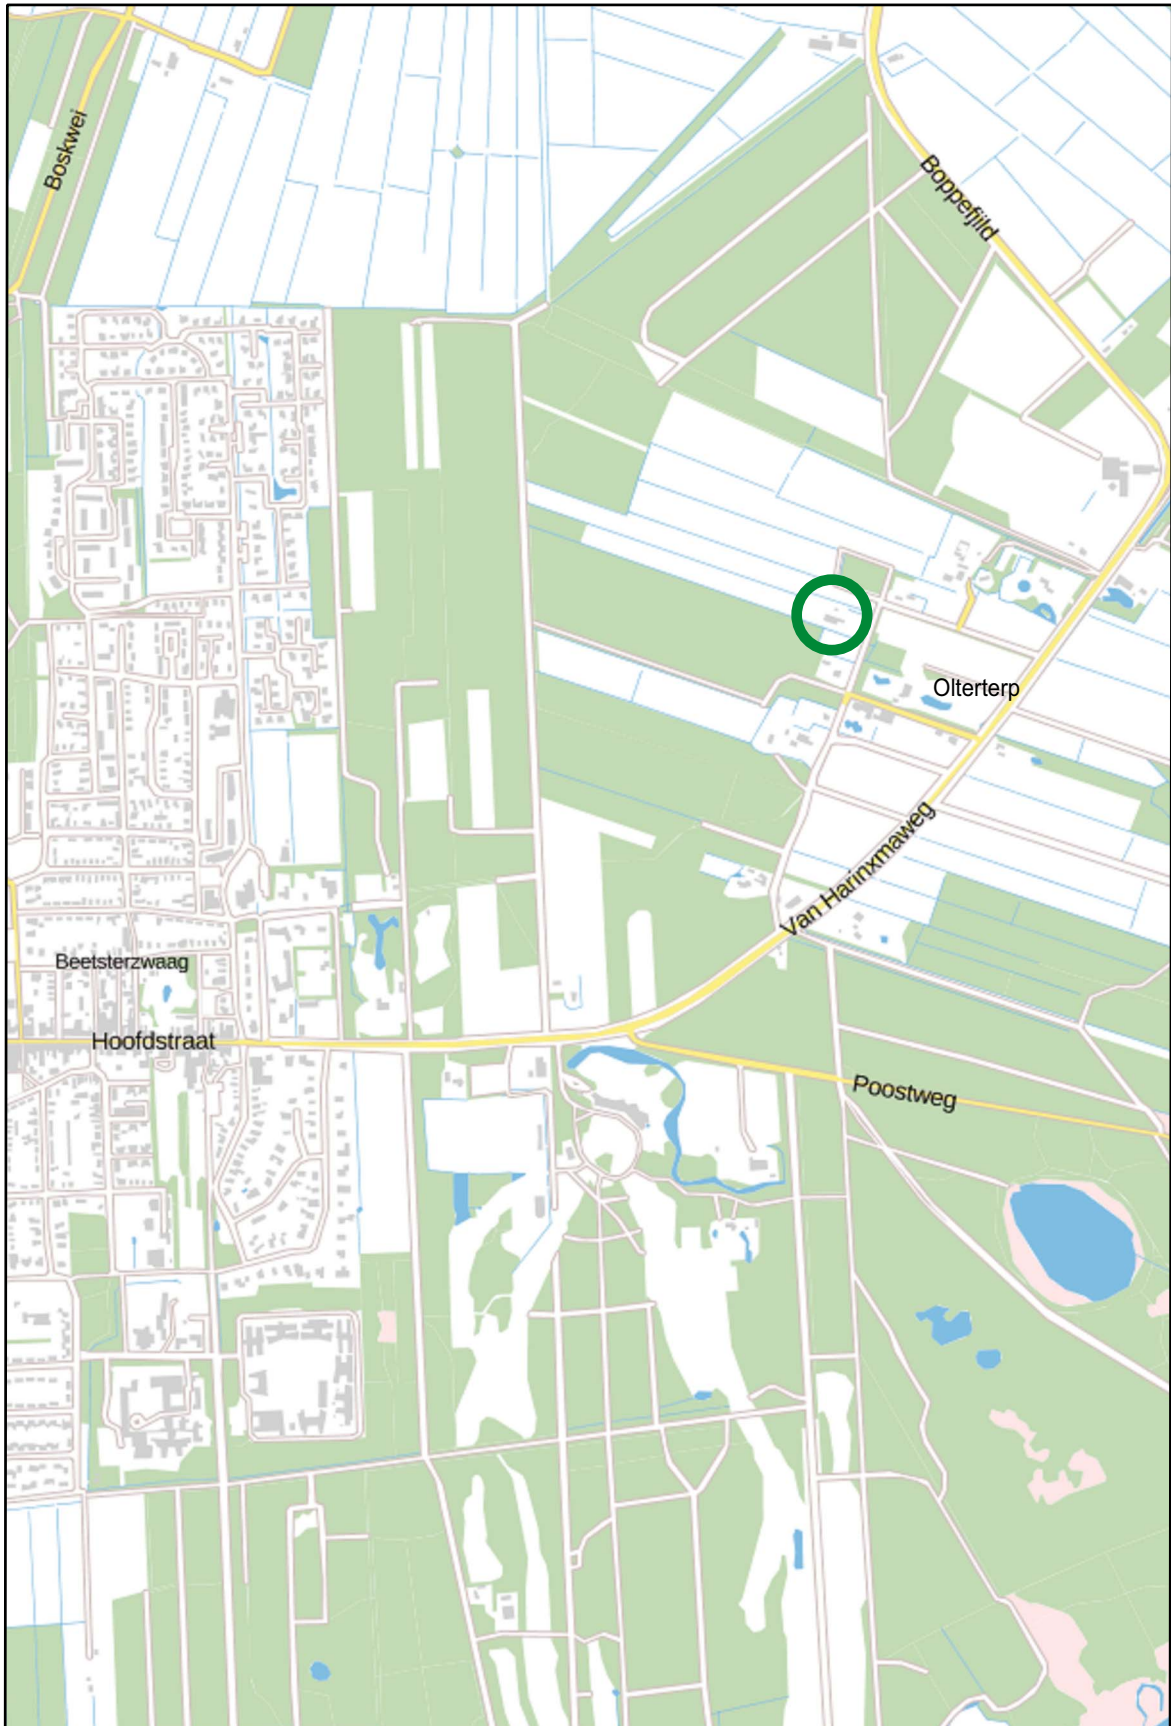 Boskwei
Boppefjild
Olterterp
Van Harinxmaweg
Beetsterzwaag
Hoofdstraat
Poostweg